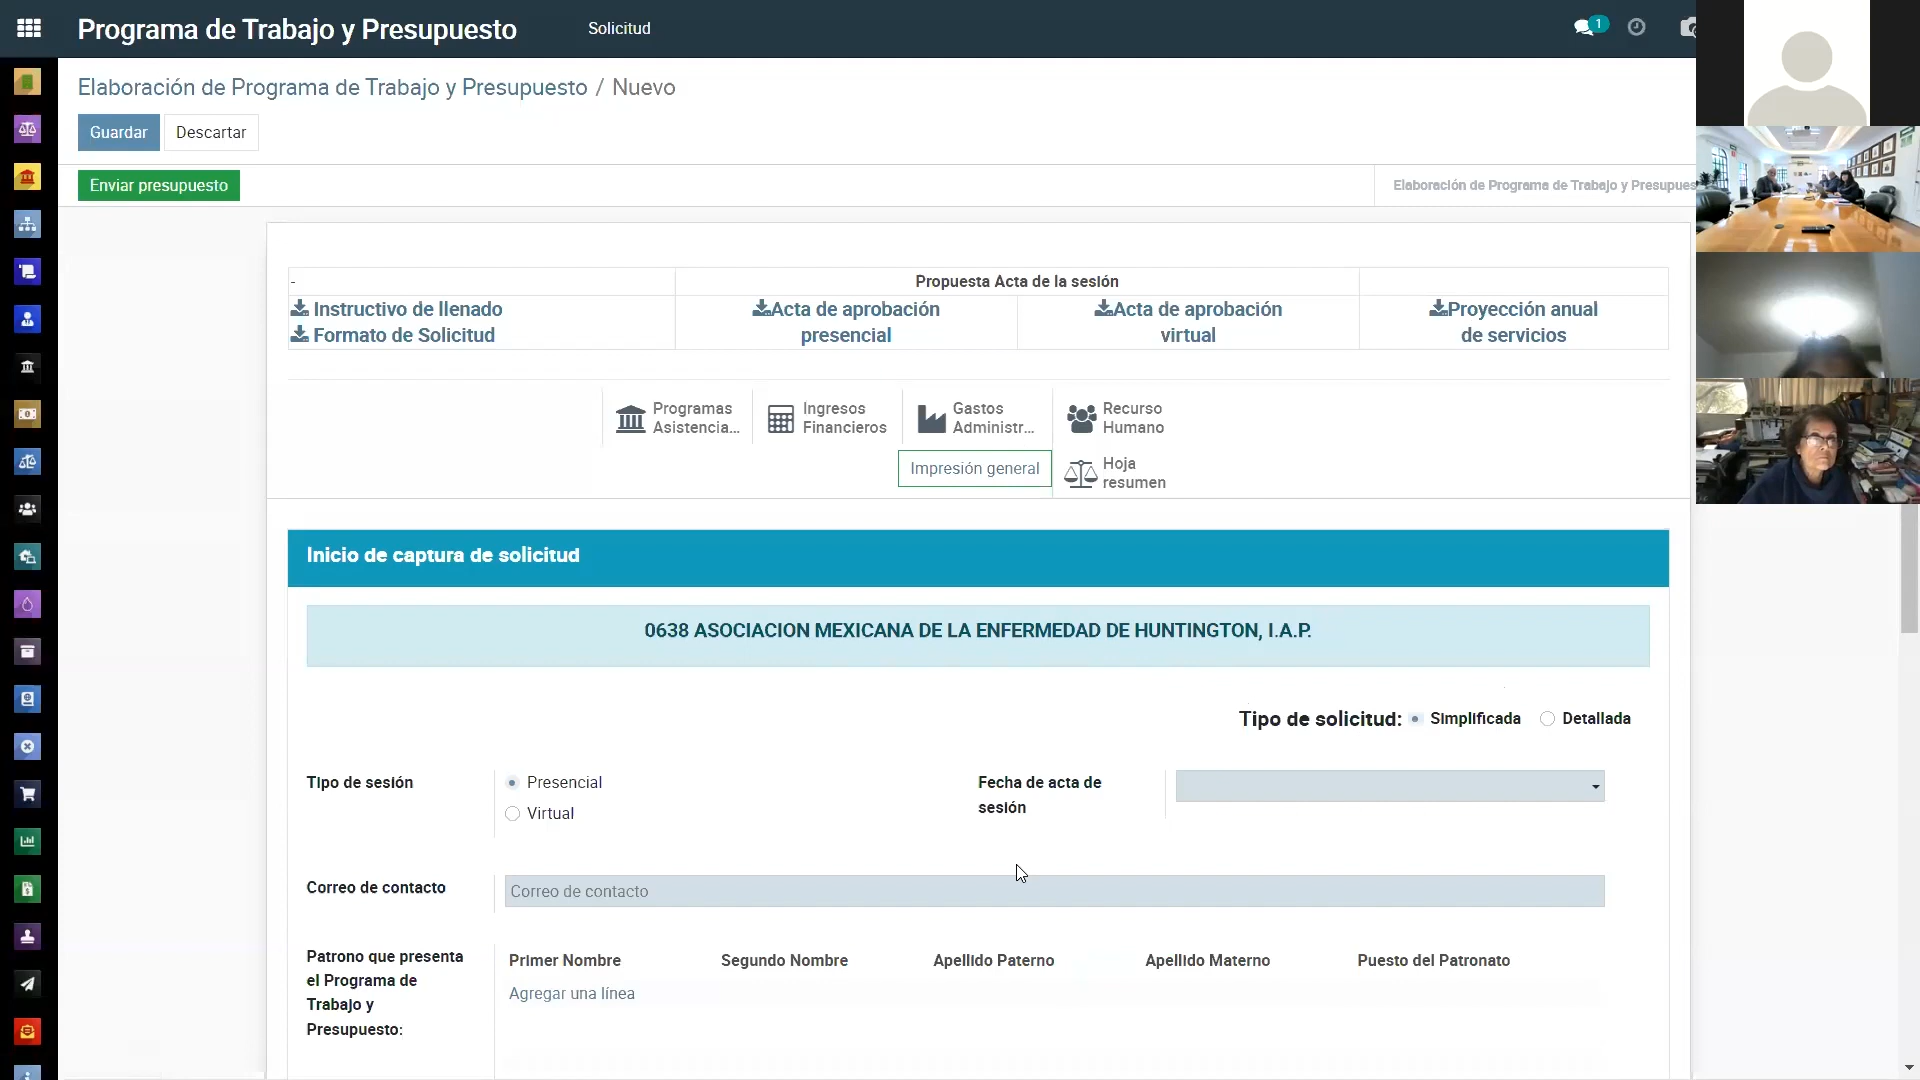 Programa de Trabajo y Presupuesto
Solicitud
1
Elaboración de Programa de Trabajo y Presupuesto / Nuevo
Guardar
Descartar
Enviar presupuesto
Elaboración de Programa de Trabajo y Presupues
-
Propuesta Acta de la sesión
Instructivo de llenado
Formato de Solicitud
Acta de aprobación
presencial
Acta de aprobación
virtual
Proyección anual
de servicios
Programas
Asistencia...
Ingresos
Financieros
Gastos
Administr...
Recurso
Humano
Impresión general
Hoja
resumen
Inicio de captura de solicitud
0638 ASOCIACION MEXICANA DE LA ENFERMEDAD DE HUNTINGTON, I.A.P.
Tipo de solicitud: Simplificada Detallada
Tipo de sesión
Presencial
Virtual
Fecha de acta de
sesión
Correo de contacto
Correo de contacto
Patrono que presenta
el Programa de
Trabajo y
Presupuesto:
Primer Nombre
Segundo Nombre
Apellido Paterno
Apellido Materno
Puesto del Patronato
Agregar una línea